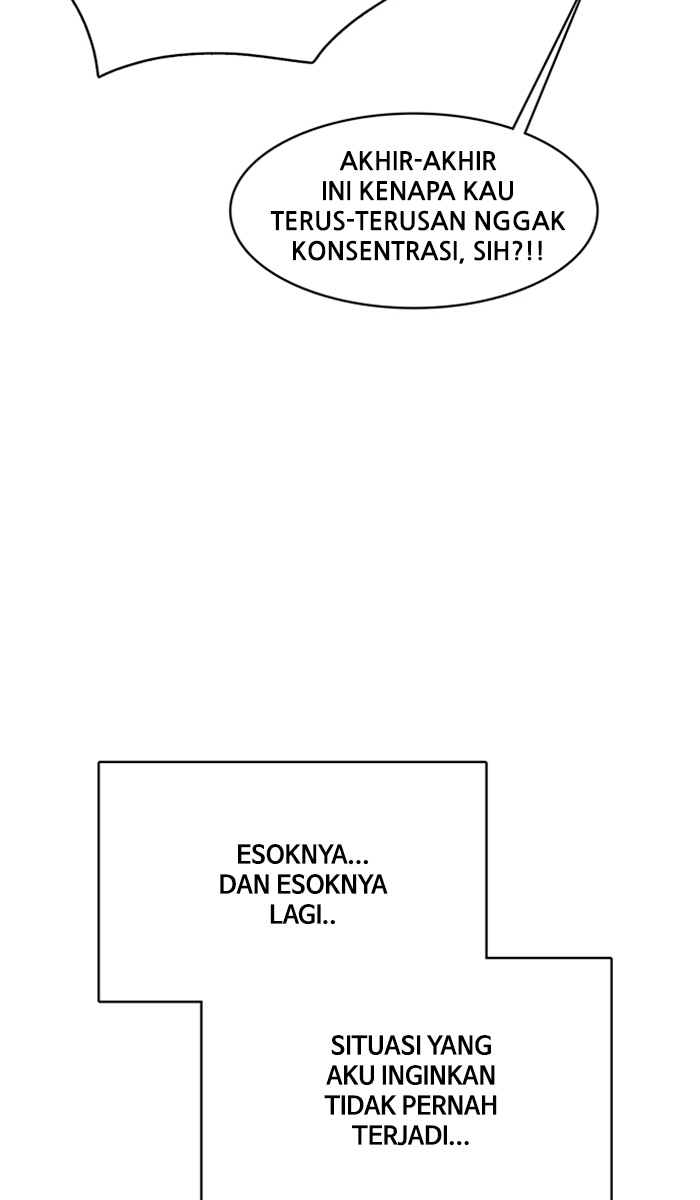 AKHIR-AKHIR
INI KENAPA KAU
TERUS-TERUSAN NGGAK
KONSENTRASI, SIH?!!
ESOKNYA...
DAN ESOKNYA
LAGI..
SITUASI YANG
AKU INGINKAN
TIDAK PERNAH
TERJADI...